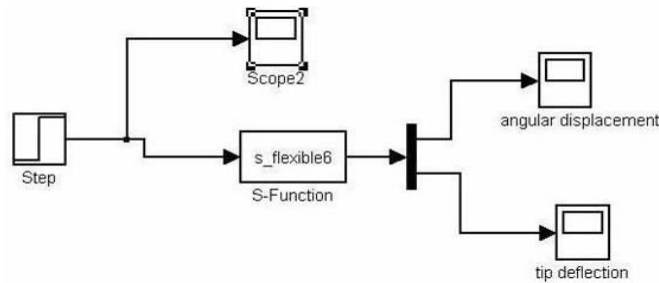 Scope2
angular displacement
Step
s_flexible6
S-Function
tip deflection